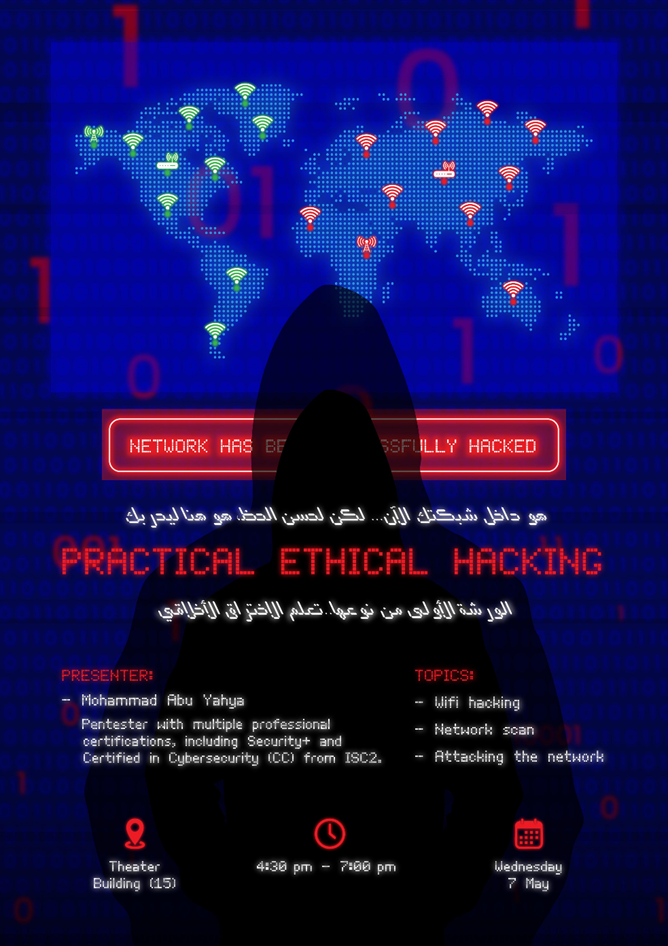 NETWORK HAS BEEN SUCCESSFULLY HACKED
هو داخل شبكتك الآن... لكن لحسن الحظ، هو هنا ليدربك
PRACTICAL ETHICAL HACKING
الورشة الأولى من نوعها..تعلم الاختراق الأخلاقي
PRESENTER:
- Mohammad Abu Yahya
Pentester with multiple professional
certifications, including Security+ and
Certified in Cybersecurity (CC) from ISC2.
TOPICS:
- Wifi hacking
- Network scan
- Attacking the network
Theater
Building (15)
4:30 pm - 7:00 pm
Wednesday
7 May